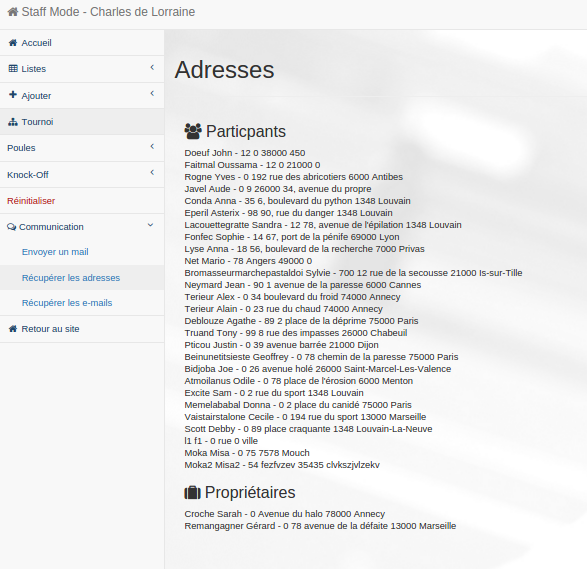 Staff Mode - Charles de Lorraine
Accueil
Listes
Ajouter
Tournoi
Poules
Knock-Off
Réinitialiser
Communication
Envoyer un mail
Récupérer les adresses
Récupérer les e-mails
Retour au site
Adresses
Particpants
Doeuf John - 12 0 38000 450
Faitmal Oussama - 12 0 21000 0
Rogne Yves - 0 192 rue des abricotiers 6000 Antibes
Javel Aude - 0 9 26000 34, avenue du propre
Conda Anna - 35 6, boulevard du python 1348 Louvain
Eperil Asterix - 98 90, rue du danger 1348 Louvain
Lacouettegratte Sandra - 12 78, avenue de l'épilation 1348 Louvain
Fonfec Sophie - 14 67, port de la pénife 69000 Lyon
Lyse Anna - 18 56, boulevard de la recherche 7000 Privas
Net Mario - 78 Angers 49000 0
Bromasseurmarchepastaldoi Sylvie - 700 12 rue de la secousse 21000 Is-sur-Tille
Neymard Jean - 90 1 avenue de la paresse 6000 Cannes
Terieur Alex - 0 34 boulevard du froid 74000 Annecy
Terieur Alain - 0 23 rue du chaud 74000 Annecy
Deblouze Agathe - 89 2 place de la déprime 75000 Paris
Truand Tony - 99 8 rue des impasses 26000 Chabeuil
Pticou Justin - 0 39 avenue barrée 21000 Dijon
Beinunetitsieste Geoffrey - 0 78 chemin de la paresse 75000 Paris
Bidjoba Joe - 0 26 avenue holé 26000 Saint-Marcel-Les-Valence
Atmoilanus Odile - 0 78 place de l'érosion 6000 Menton
Excite Sam - 0 2 rue du sport 1348 Louvain
Memelababal Donna - 0 2 place du canidé 75000 Paris
Vaistairstalone Cecile - 0 194 rue du sport 13000 Marseille
Scott Debby - 0 89 place craquante 1348 Louvain-La-Neuve
l1 f1 - 0 rue 0 ville
Moka Misa - 0 75 7578 Mouch
Moka2 Misa2 - 54 fezfvzev 35435 clvkszjvlzekv
Propriétaires
Croche Sarah - 0 Avenue du halo 78000 Annecy
Remangagner Gérard - 0 78 avenue de la défaite 13000 Marseille